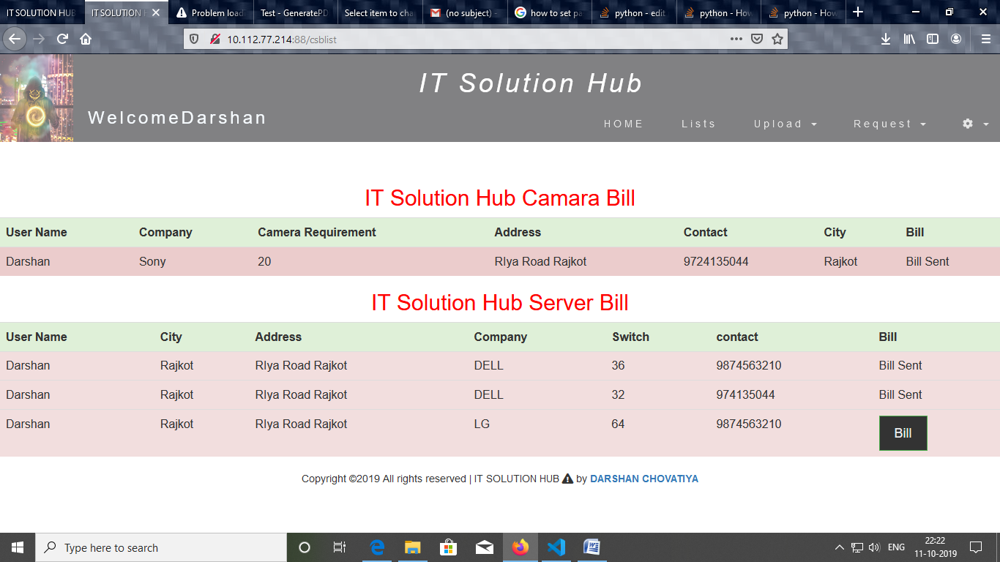 IT SOLUTION HUB
IT SOLUTION
Problem load
Test - GeneratePD
Select item to cha
(no subject) -
how to set pa
python - edit
python - How
python - How
10.112.77.214:88/csblist
IT Solution Hub
WelcomeDarshan
HOME Lists Upload Request
IT Solution Hub Camara Bill
User Name Company Camera Requirement Address Contact City Bill
Darshan Sony 20 RIya Road Rajkot 9724135044 Rajkot Bill Sent
IT Solution Hub Server Bill
User Name City Address Company Switch contact Bill
Darshan Rajkot RIya Road Rajkot DELL 36 9874563210 Bill Sent
Darshan Rajkot RIya Road Rajkot DELL 32 974135044 Bill Sent
Darshan Rajkot RIya Road Rajkot LG 64 9874563210 Bill
Copyright ©2019 All rights reserved | IT SOLUTION HUB by DARSHAN CHOVATIYA
Type here to search
ENG
22:22
11-10-2019